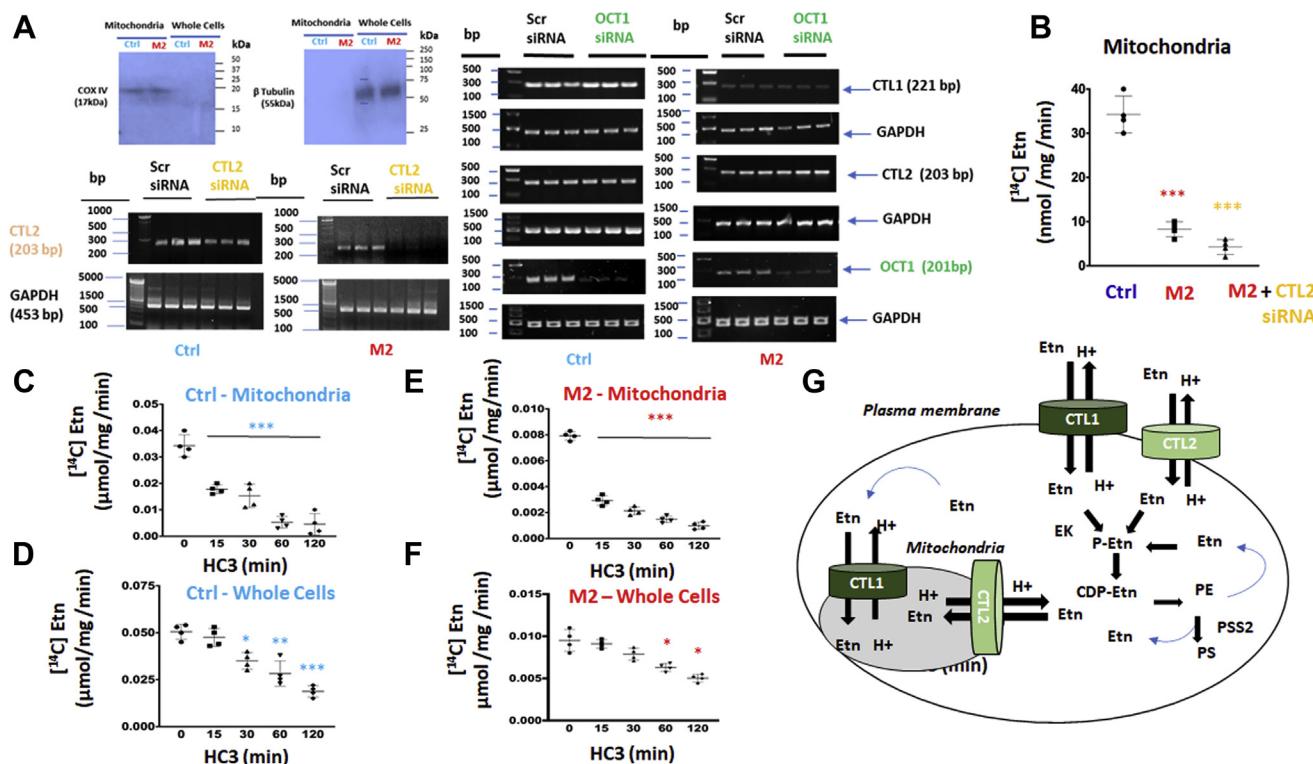 A
Mitochondria Whole Cells
Ctrl M2 Ctrl M2 kDa
75
50
37
25
20
15
10
COX IV
(17kDa)
Mitochondria Whole Cells
Ctrl M2 Ctrl M2 kDa
250
150
100
75
50
25
β Tubulin
(55kDa)
bp
Scr
siRNA
CTL2
siRNA
bp
Scr
siRNA
CTL2
siRNA
CTL2
(203 bp)
1000
400
300
200
100
1000
400
300
200
100
GAPDH
(453 bp)
5000
1500
500
100
5000
1500
500
100
Ctrl
M2
bp
Scr
siRNA
OCT1
siRNA
bp
Scr
siRNA
OCT1
siRNA
500
300
100
500
300
100
CTL1 (221 bp)
1500
500
100
1500
500
100
GAPDH
500
300
100
500
300
100
CTL2 (203 bp)
1500
500
100
1500
500
100
GAPDH
500
300
100
500
300
100
OCT1 (201bp)
1500
500
100
1500
500
100
GAPDH
Ctrl
M2
B
Mitochondria
[¹⁴C] Etn
(nmol /mg /min)
40
30
20
10
0
***
***
Ctrl M2 M2 + CTL2
siRNA
C
Ctrl - Mitochondria
[¹⁴C] Etn
(µmol/mg /min)
0.04
0.03
0.02
0.01
0.00
***
0 15 30 60 120
HC3 (min)
D
Ctrl - Whole Cells
[¹⁴C] Etn
(µmol/mg /min)
0.075
0.050
0.025
0.000
* ** ***
0 15 30 60 120
HC3 (min)
E
M2 - Mitochondria
[¹⁴C] Etn
(µmol/mg/min)
0.010
0.008
0.006
0.004
0.002
0.000
***
0 15 30 60 120
HC3 (min)
F
M2 – Whole Cells
[¹⁴C] Etn
µmol/mg /min)
0.015
0.010
0.005
0.000
* *
0 15 30 60 120
HC3 (min)
G
Etn H+
Etn H+
Plasma membrane
CTL1
CTL2
Etn H+ Etn H+
Etn
Etn H+
EK
P-Etn Etn
Mitochondria
CTL1
CTL2
H+ H+
Etn Etn
CDP-Etn PE
Etn H+
Etn PSS2
PS
(min)